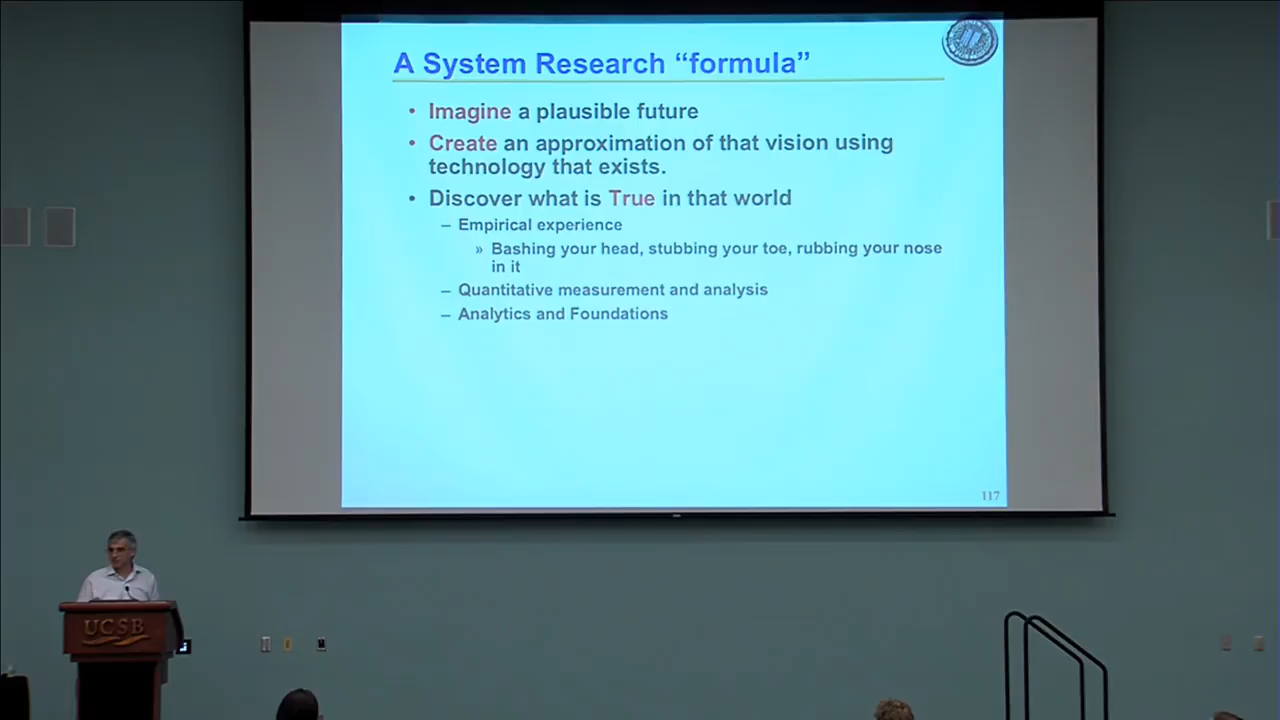 A System Research “formula”
• Imagine a plausible future
• Create an approximation of that vision using
technology that exists.
• Discover what is True in that world
– Empirical experience
» Bashing your head, stubbing your toe, rubbing your nose
in it
– Quantitative measurement and analysis
– Analytics and Foundations
117
UCSB